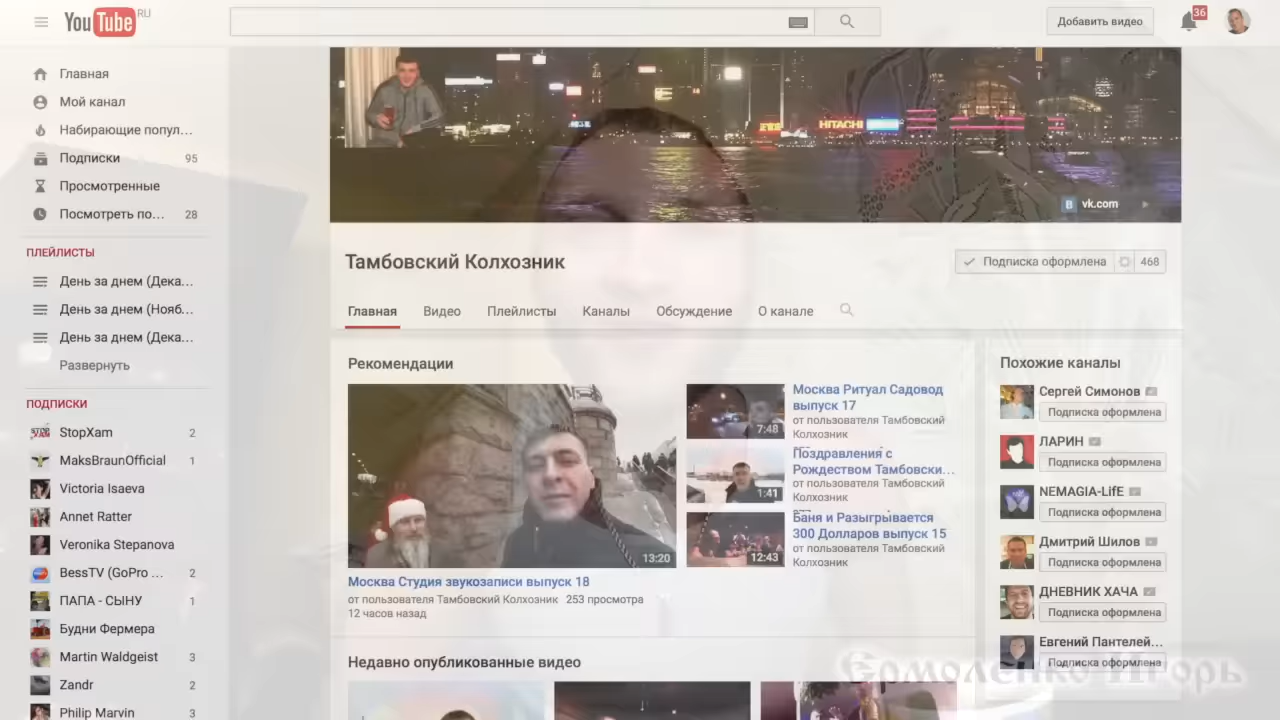 YouTube RU
Добавить видео
36
Главная
Мой канал
Набирающие попул...
Подписки 95
Просмотренные
Посмотреть по... 28
ПЛЕЙЛИСТЫ
День за днем (Дека...
День за днем (Нояб...
День за днем (Дека...
Развернуть
ПОДПИСКИ
StopXam 2
MaksBraunOfficial 1
Victoria Isaeva
Annet Ratter
Veronika Stepanova
BessTV (GoPro ... 2
ПАПА - СЫНУ 1
Будни Фермера
Martin Waldgeist 3
Zandr 2
Philip Marvin 3
HITACHI
vk.com
Тамбовский Колхозник
Подписка оформлена 468
Главная Видео Плейлисты Каналы Обсуждение О канале
Рекомендации
13:20
Москва Студия звукозаписи выпуск 18
от пользователя Тамбовский Колхозник 253 просмотра
12 часов назад
7:48
Москва Ритуал Садовод
выпуск 17
от пользователя Тамбовский
Колхозник
1:41
Поздравления с
Рождеством Тамбовски...
от пользователя Тамбовский
Колхозник
12:43
Баня и Разыгрывается
300 Долларов выпуск 15
от пользователя Тамбовский
Колхозник
Недавно опубликованные видео
Похожие каналы
Сергей Симонов
Подписка оформлена
ЛАРИН
Подписка оформлена
NEMAGIA-LifE
Подписка оформлена
Дмитрий Шилов
Подписка оформлена
ДНЕВНИК ХАЧА
Подписка оформлена
Евгений Пантелей...
Подписка оформлена
Игорь